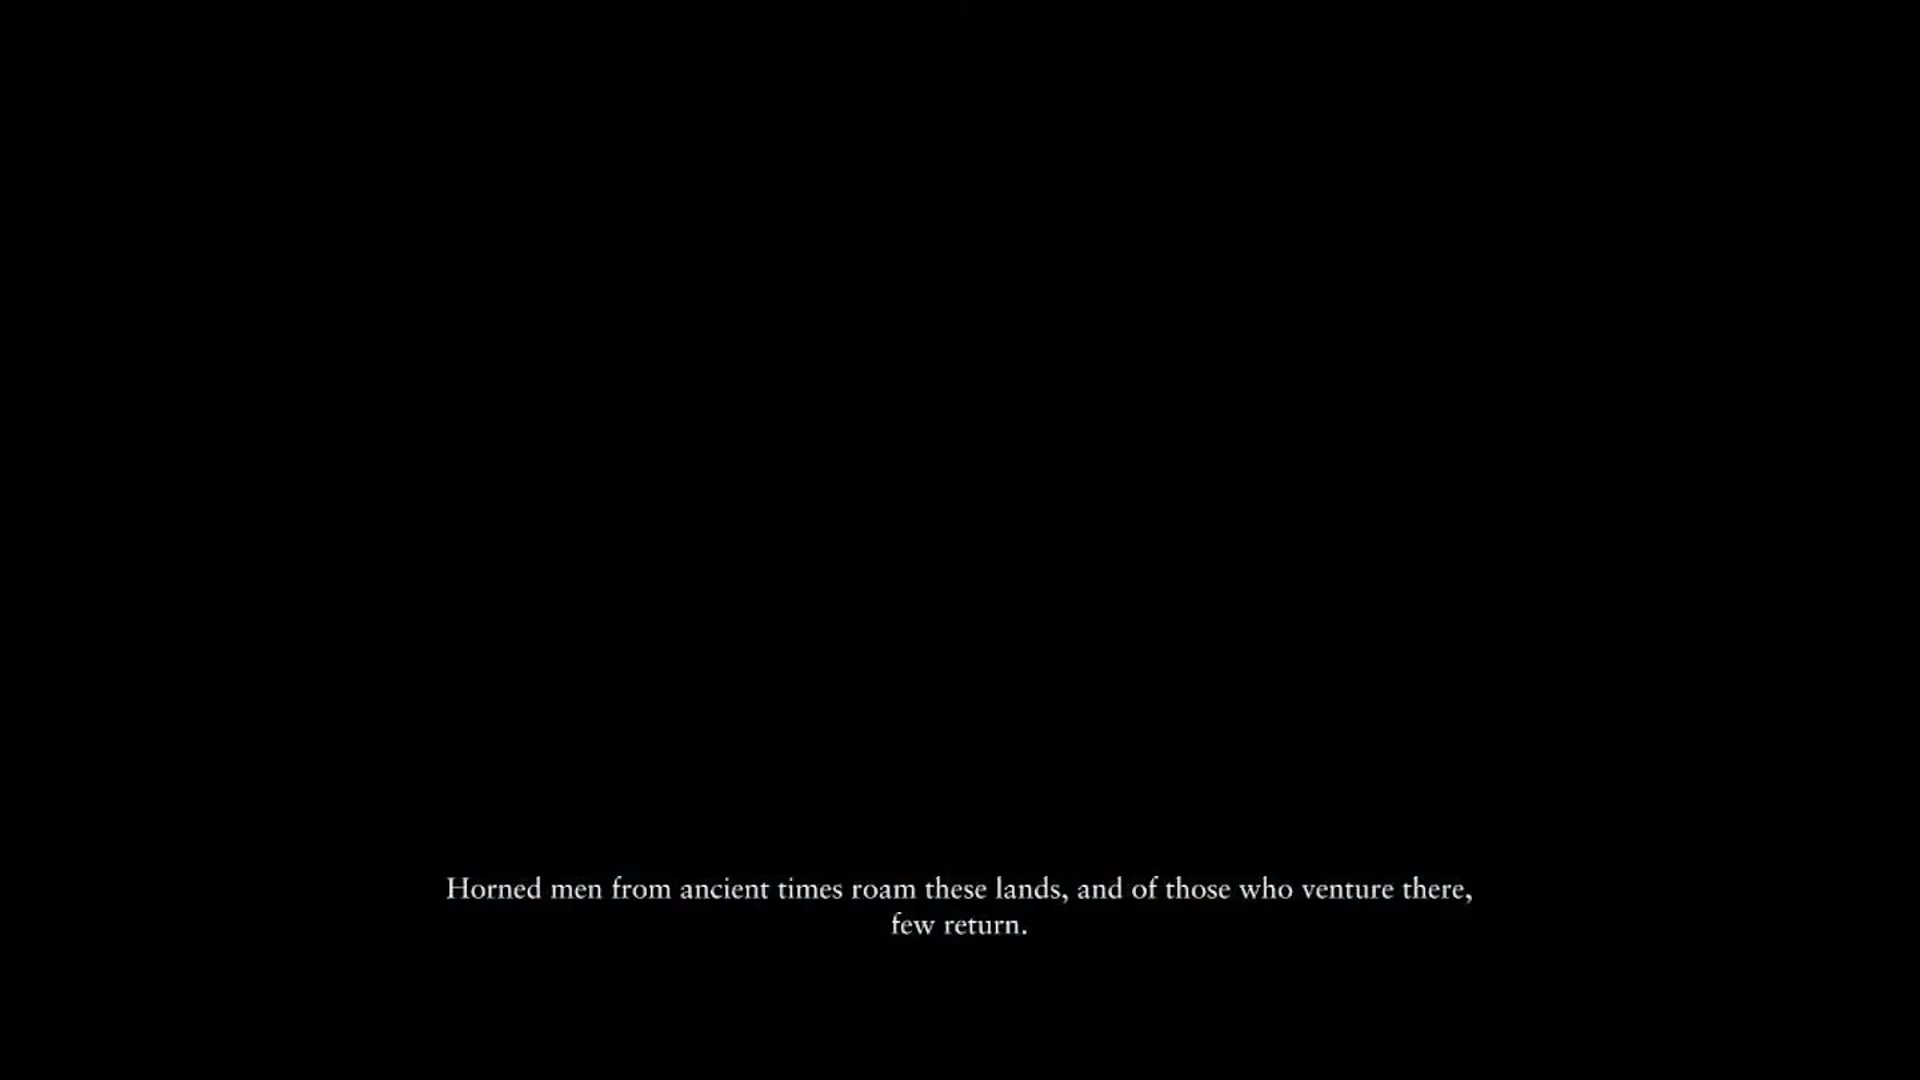 Horned men from ancient times roam these lands, and of those who venture there,
few return.